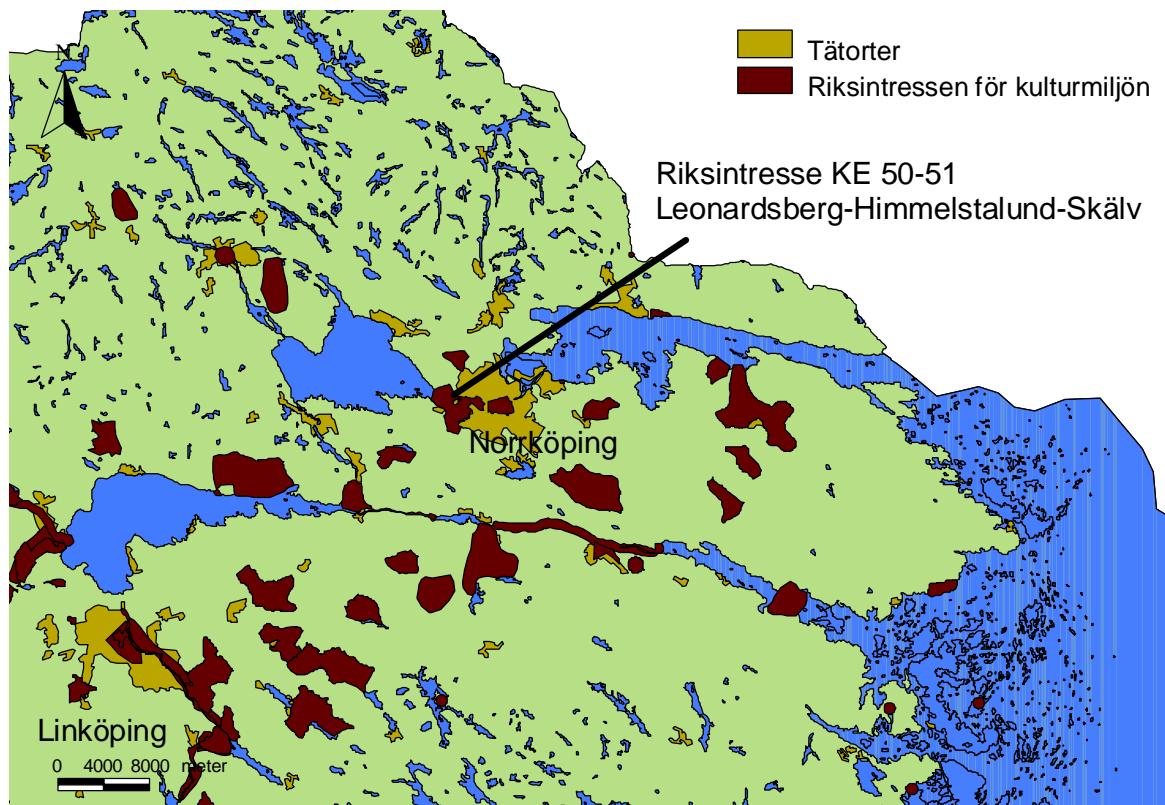 N
Tätorter
Riksintressen för kulturmiljön
Riksintresse KE 50-51
Leonardsberg-Himmelstalund-Skälv
Norrköping
Linköping
0 4000 8000 meter